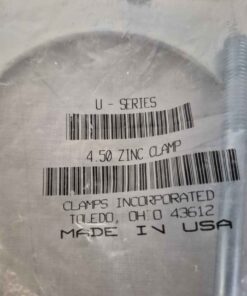 U - SERIES
4.50 ZINC CLAMP
CLAMPS INCORPORATED
TOLEDO, OHIO 43612
MADE IN USA